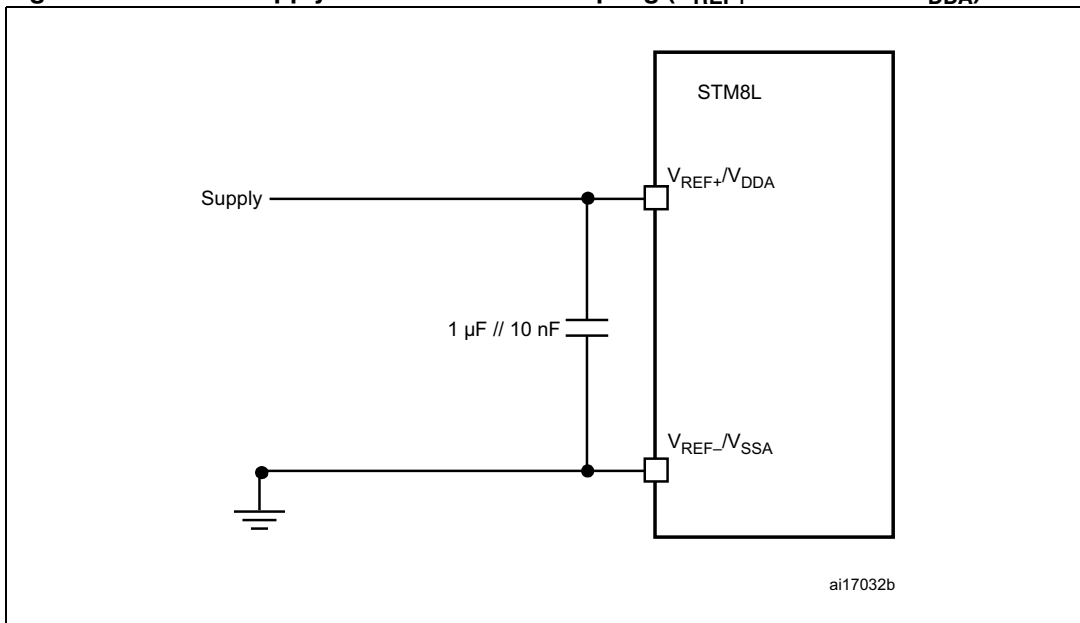 STM8L
V_REF+/V_DDA
Supply
1 µF // 10 nF
V_REF–/V_SSA
ai17032b